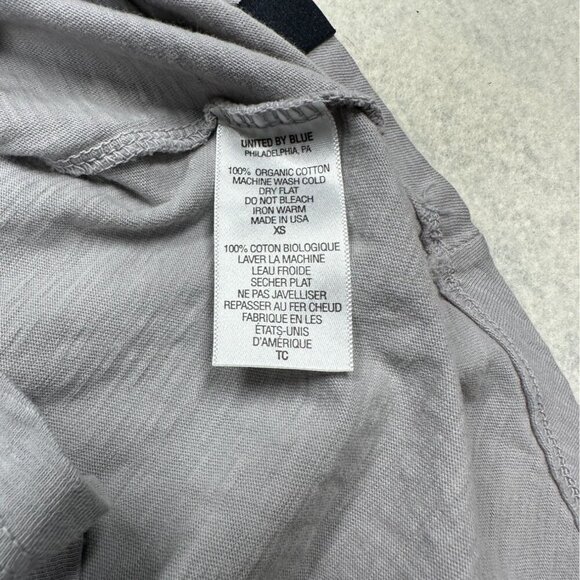 UNITED BY BLUE
PHILADELPHIA, PA
100% ORGANIC COTTON
MACHINE WASH COLD
DRY FLAT
DO NOT BLEACH
IRON WARM
MADE IN USA
XS
100% COTON BIOLOGIQUE
LAVER LA MACHINE
LEAU FROIDE
SECHER PLAT
NE PAS JAVELLISER
REPASSER AU FER CHEUD
FABRIQUE EN LES
ÉTATS-UNIS
D'AMÉRIQUE
TC